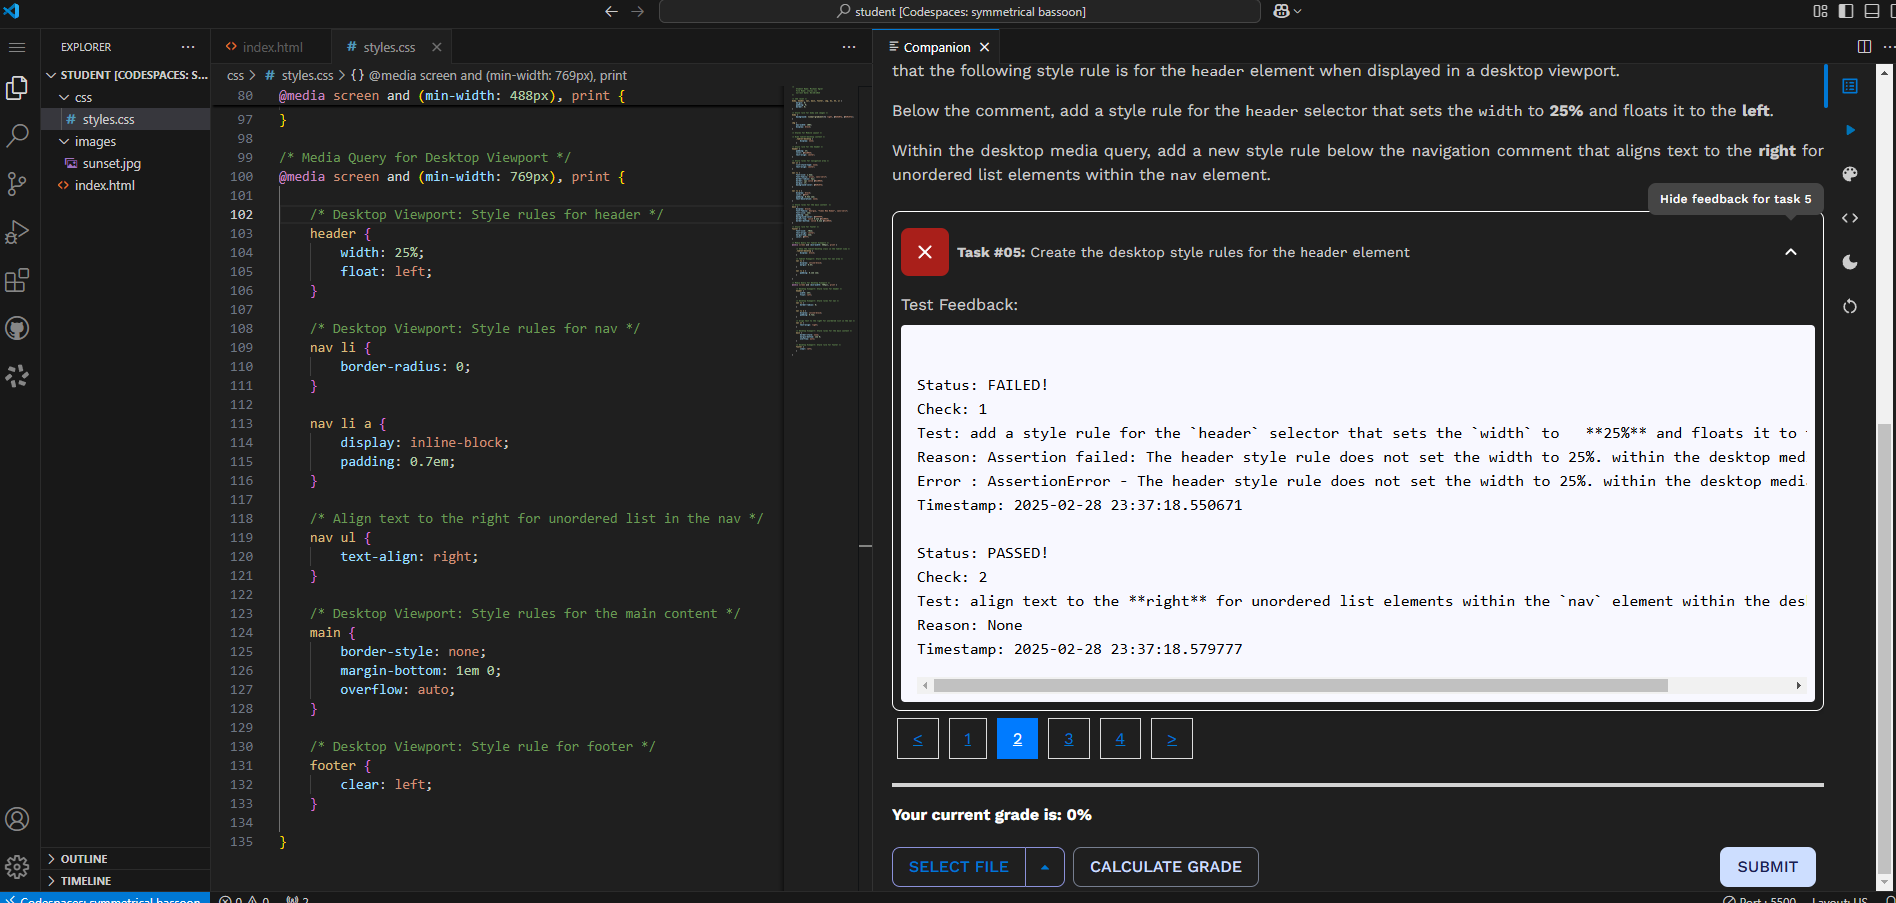 student [Codespaces: symmetrical bassoon]
EXPLORER
STUDENT [CODESPACES: S...
css
# styles.css
images
sunset.jpg
<> index.html
OUTLINE
TIMELINE
<> index.html
# styles.css
css > # styles.css > {} @media screen and (min-width: 769px), print
80 @media screen and (min-width: 488px), print {
97 }
98
99 /* Media Query for Desktop Viewport */
100 @media screen and (min-width: 769px), print {
101
102 /* Desktop Viewport: Style rules for header */
103 header {
104 width: 25%;
105 float: left;
106 }
107
108 /* Desktop Viewport: Style rules for nav */
109 nav li {
110 border-radius: 0;
111 }
112
113 nav li a {
114 display: inline-block;
115 padding: 0.7em;
116 }
117
118 /* Align text to the right for unordered list in the nav */
119 nav ul {
120 text-align: right;
121 }
122
123 /* Desktop Viewport: Style rules for the main content */
124 main {
125 border-style: none;
126 margin-bottom: 1em 0;
127 overflow: auto;
128 }
129
130 /* Desktop Viewport: Style rule for footer */
131 footer {
132 clear: left;
133 }
134
135 }
Companion
that the following style rule is for the header element when displayed in a desktop viewport.
Below the comment, add a style rule for the header selector that sets the width to 25% and floats it to the left.
Within the desktop media query, add a new style rule below the navigation comment that aligns text to the right for
unordered list elements within the nav element.
Hide feedback for task 5
Task #05: Create the desktop style rules for the header element
Test Feedback:
Status: FAILED!
Check: 1
Test: add a style rule for the `header` selector that sets the `width` to **25%** and floats it to
Reason: Assertion failed: The header style rule does not set the width to 25%. within the desktop med
Error : AssertionError - The header style rule does not set the width to 25%. within the desktop medi
Timestamp: 2025-02-28 23:37:18.550671
Status: PASSED!
Check: 2
Test: align text to the **right** for unordered list elements within the `nav` element within the des
Reason: None
Timestamp: 2025-02-28 23:37:18.579777
< 1 2 3 4 >
Your current grade is: 0%
SELECT FILE
CALCULATE GRADE
SUBMIT
Codespaces: symmetrical bassoon
0 0 2
Port : 5500
Layout: US